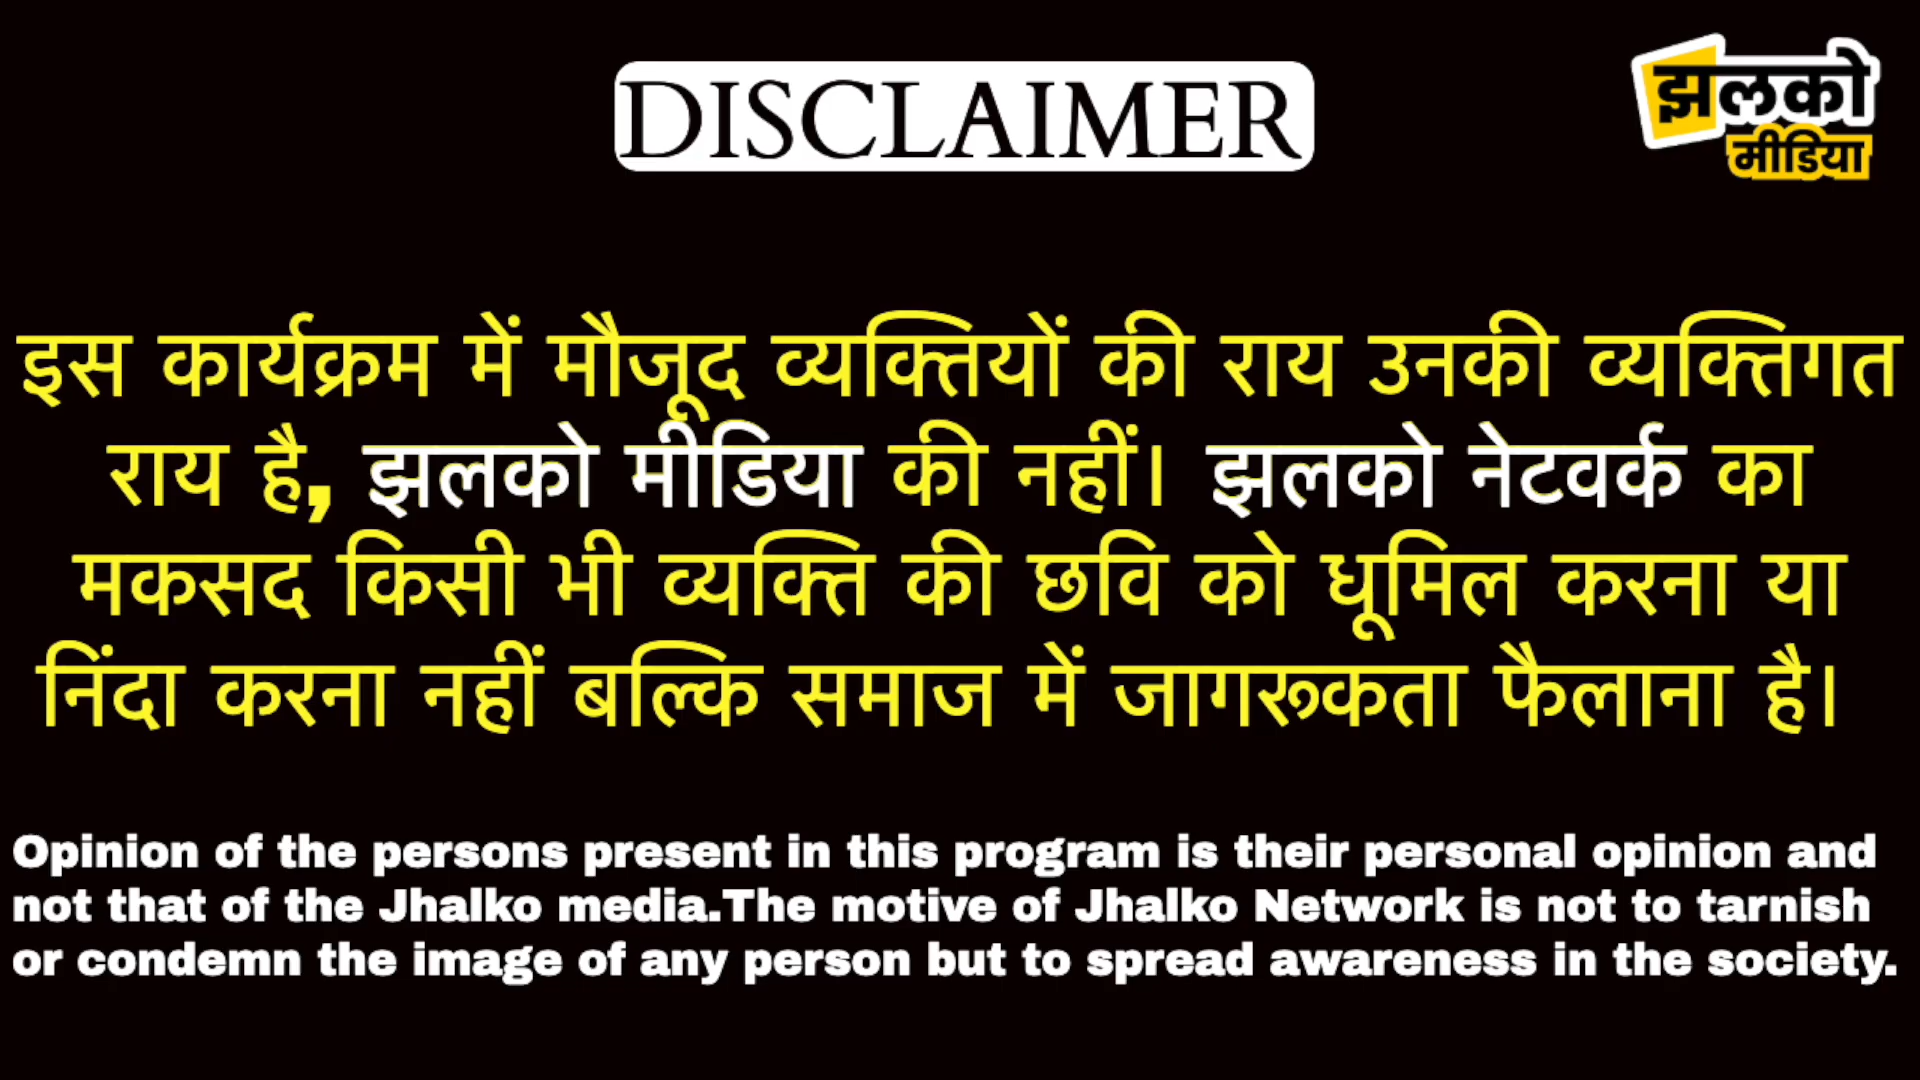 DISCLAIMER
झलको
मीडिया
इस कार्यक्रम में मौजूद व्यक्तियों की राय उनकी व्यक्तिगत
राय है, झलको मीडिया की नहीं। झलको नेटवर्क का
मकसद किसी भी व्यक्ति की छवि को धूमिल करना या
निंदा करना नहीं बल्कि समाज में जागरूकता फैलाना है।
Opinion of the persons present in this program is their personal opinion and
not that of the Jhalko media.The motive of Jhalko Network is not to tarnish
or condemn the image of any person but to spread awareness in the society.